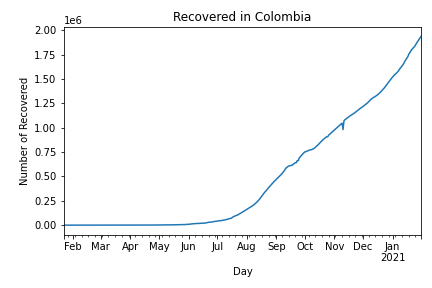 Recovered in Colombia
1e6
2.00
1.75
1.50
1.25
1.00
0.75
0.50
0.25
0.00
Number of Recovered
Feb Mar Apr May Jun Jul Aug Sep Oct Nov Dec Jan
2021
Day